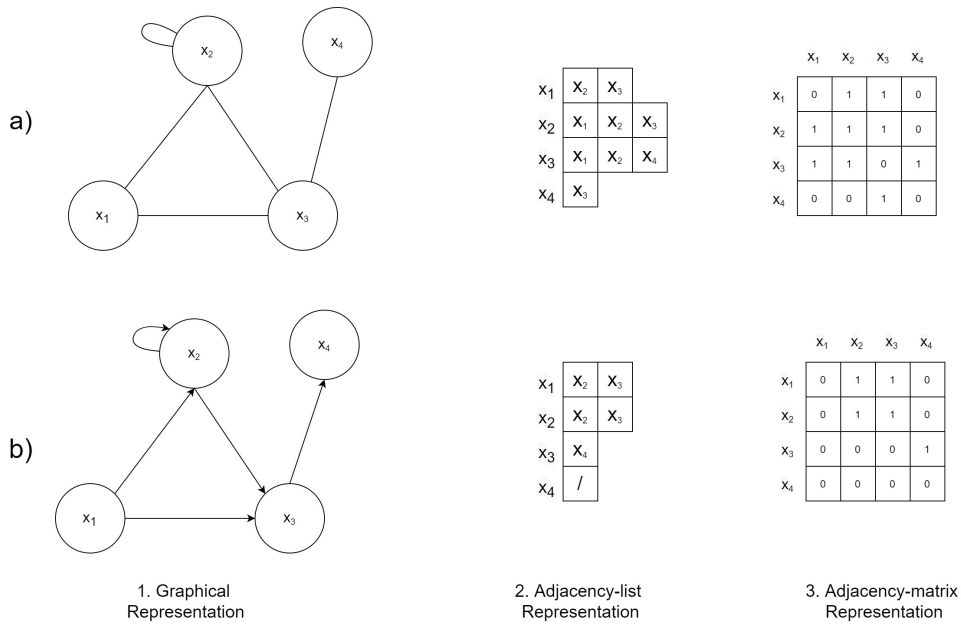 a)
x₂
x₄
x₁
x₃
x₁ x₂ x₃
x₂ x₁ x₂ x₃
x₃ x₁ x₂ x₄
x₄ x₃
x₁ x₂ x₃ x₄
x₁ 0 1 1 0
x₂ 1 1 1 0
x₃ 1 1 0 1
x₄ 0 0 1 0
b)
x₂
x₄
x₁
x₃
x₁ x₂ x₃
x₂ x₂ x₃
x₃ x₄
x₄ /
x₁ x₂ x₃ x₄
x₁ 0 1 1 0
x₂ 0 1 1 0
x₃ 0 0 0 1
x₄ 0 0 0 0
1. Graphical
Representation
2. Adjacency-list
Representation
3. Adjacency-matrix
Representation